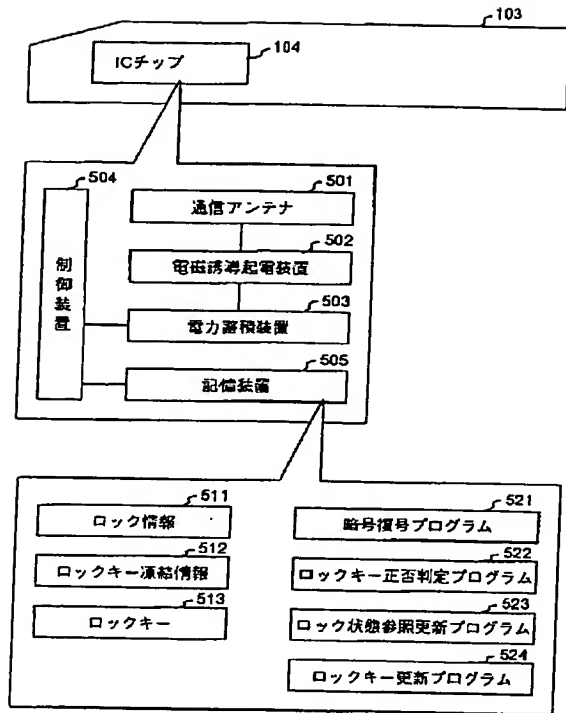 103
ICチップ
104
504
501
通信アンテナ
502
制御装置
電磁誘導起電装置
503
電力蓄積装置
505
記憶装置
511
521
ロック情報
暗号復号プログラム
512
522
ロックキー凍結情報
ロックキー正否判定プログラム
513
523
ロックキー
ロック状態参照更新プログラム
524
ロックキー更新プログラム